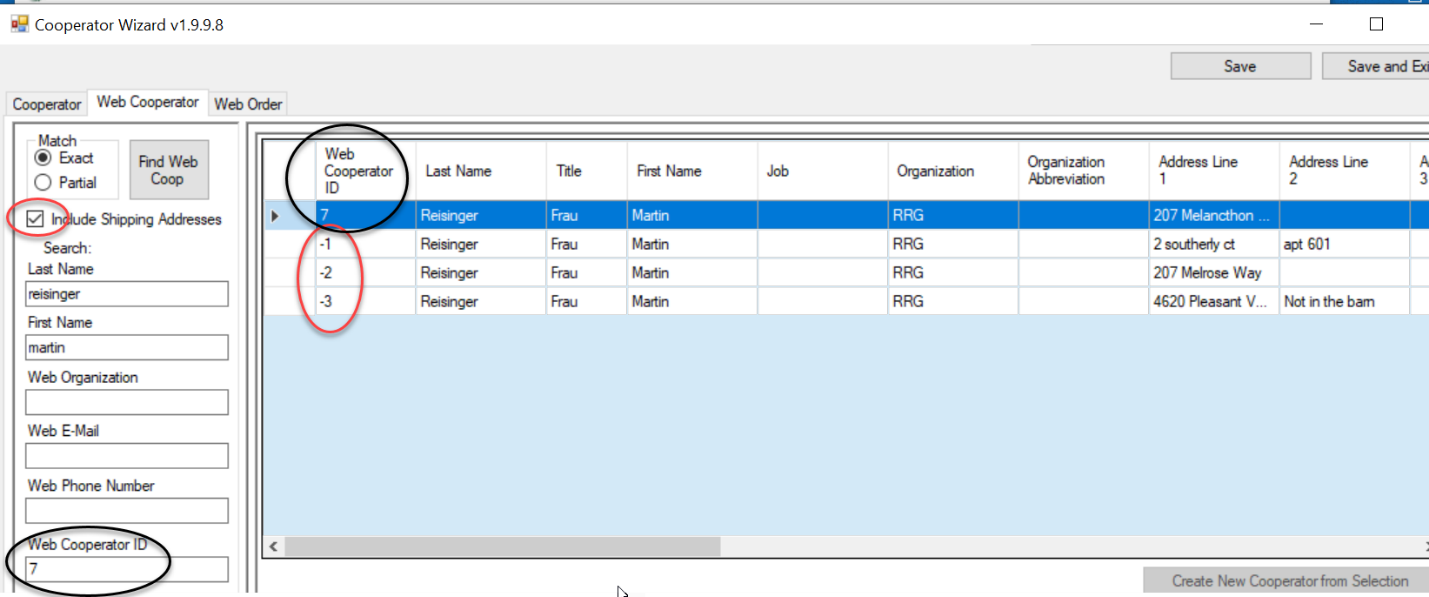 Cooperator Wizard v1.9.9.8
Save Save and Exi
Cooperator Web Cooperator Web Order
Match
Exact
Partial
Find Web
Coop
Include Shipping Addresses
Search:
Last Name
reisinger
First Name
martin
Web Organization
Web E-Mail
Web Phone Number
Web Cooperator ID
7
Web
Cooperator
ID
Last Name
Title
First Name
Job
Organization
Organization
Abbreviation
Address Line
1
Address Line
2
A
3
7 Reisinger Frau Martin RRG 207 Melancthon ...
-1 Reisinger Frau Martin RRG 2 southerly ct apt 601
-2 Reisinger Frau Martin RRG 207 Melrose Way
-3 Reisinger Frau Martin RRG 4620 Pleasant V... Not in the barn
Create New Cooperator from Selection